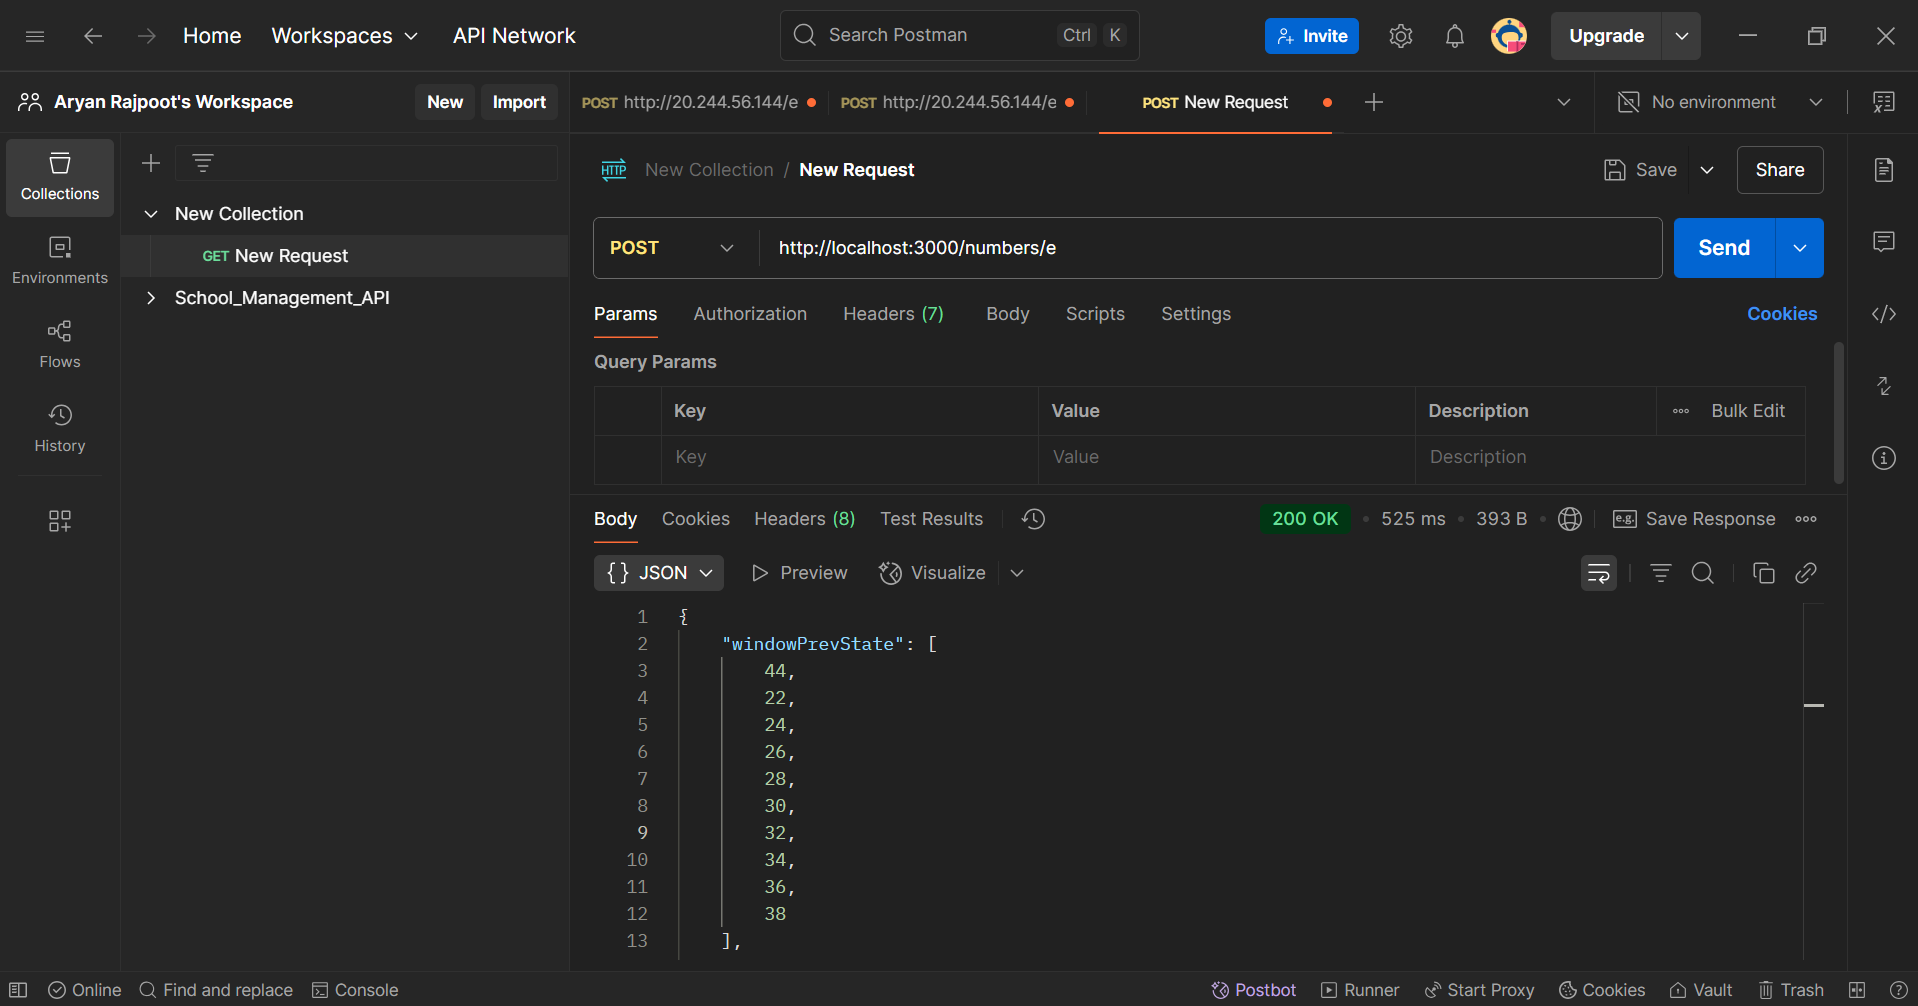 Home Workspaces API Network Search Postman Ctrl K Invite Upgrade
Aryan Rajpoot's Workspace New Import POST http://20.244.56.144/e POST http://20.244.56.144/e POST New Request No environment
Collections
Environments
Flows
History
New Collection
GET New Request
School_Management_API
HTTP New Collection / New Request Save Share
POST http://localhost:3000/numbers/e Send
Params Authorization Headers (7) Body Scripts Settings Cookies
Query Params
Key Value Description Bulk Edit
Key Value Description
Body Cookies Headers (8) Test Results 200 OK 525 ms 393 B e.g. Save Response
{} JSON Preview Visualize
1 {
2 "windowPrevState": [
3 44,
4 22,
5 24,
6 26,
7 28,
8 30,
9 32,
10 34,
11 36,
12 38
13 ],
Online Find and replace Console Postbot Runner Start Proxy Cookies Vault Trash